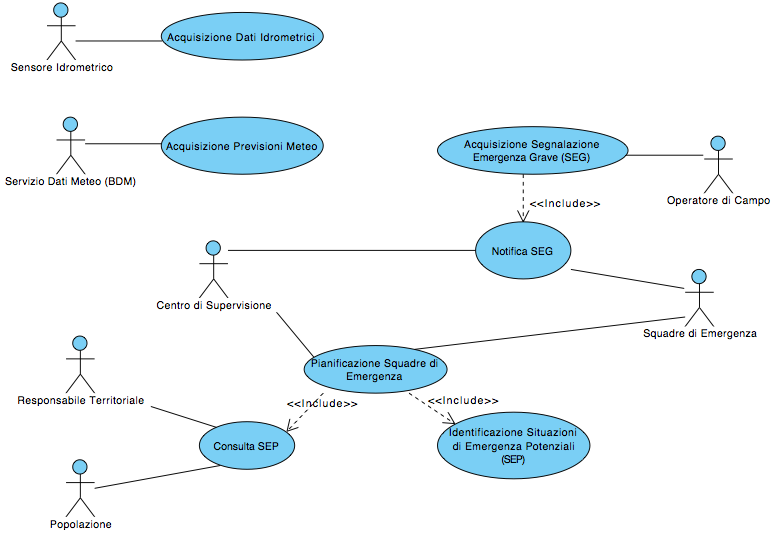 Acquisizione Dati Idrometrici
Sensore Idrometrico
Acquisizione Previsioni Meteo
Servizio Dati Meteo (BDM)
Acquisizione Segnalazione
Emergenza Grave (SEG)
Operatore di Campo
<<Include>>
Notifica SEG
Centro di Supervisione
Squadre di Emergenza
Pianificazione Squadre di
Emergenza
Responsabile Territoriale
<<Include>>
<<Include>>
Consulta SEP
Identificazione Situazioni
di Emergenza Potenziali
(SEP)
Popolazione